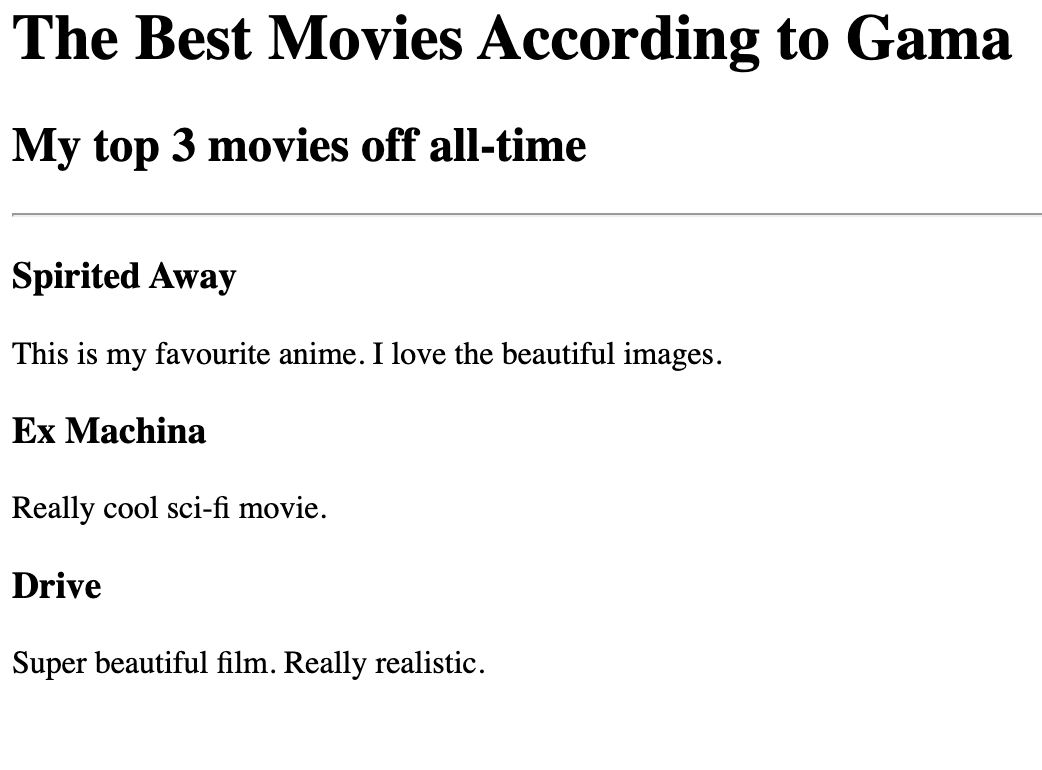 The Best Movies According to Gama
My top 3 movies off all-time
Spirited Away
This is my favourite anime. I love the beautiful images.
Ex Machina
Really cool sci-fi movie.
Drive
Super beautiful film. Really realistic.